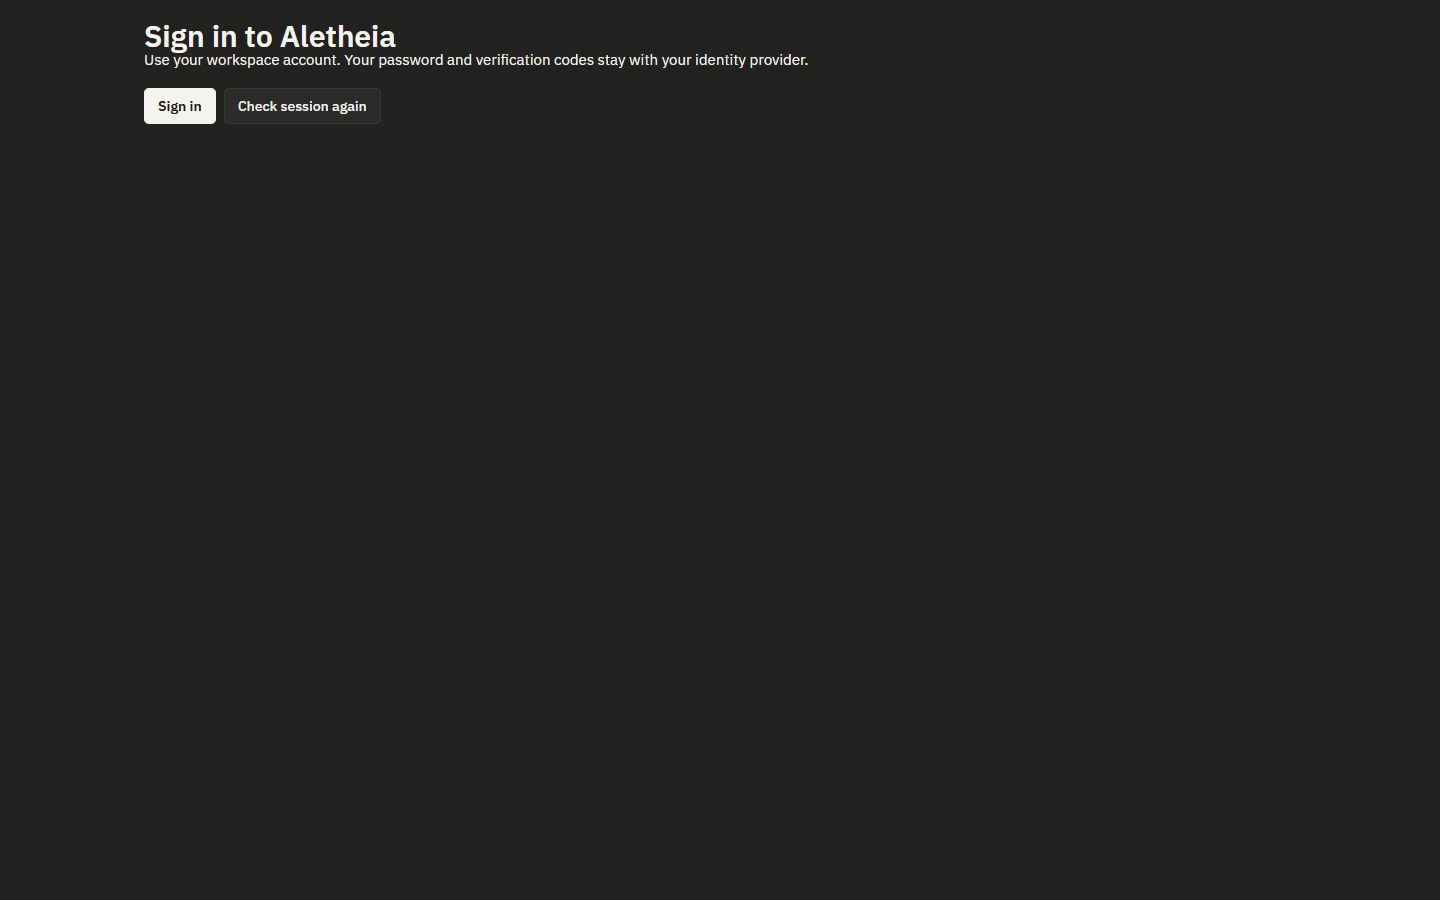 Sign in to Aletheia
Use your workspace account. Your password and verification codes stay with your identity provider.
Sign in
Check session again